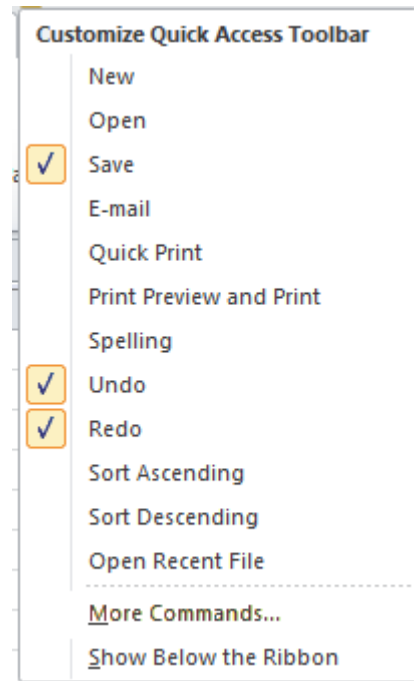 Customize Quick Access Toolbar
New
Open
Save
E-mail
Quick Print
Print Preview and Print
Spelling
Undo
Redo
Sort Ascending
Sort Descending
Open Recent File
More Commands...
Show Below the Ribbon